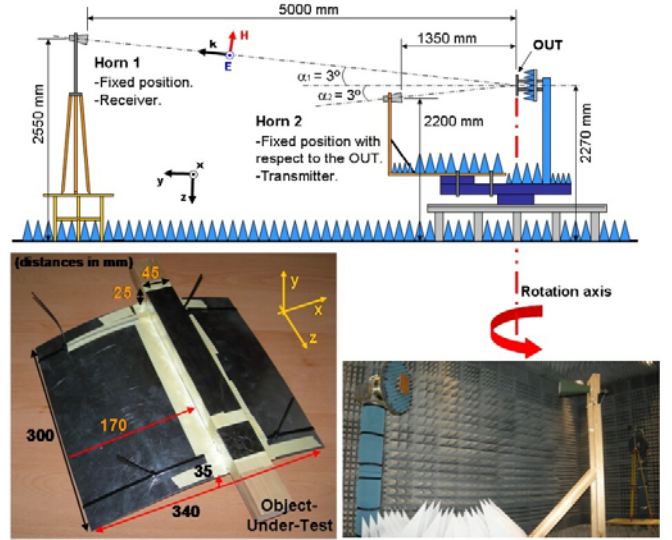 5000 mm
k
H
E
1350 mm
OUT
Horn 1
-Fixed position.
-Receiver.
α₁ = 3º
α₂ = 3º
2550 mm
Horn 2
-Fixed position with
respect to the OUT.
-Transmitter.
2200 mm
2270 mm
x
y
z
(distances in mm)
45
25
y
x
z
Rotation axis
300
170
35
340
Object-
Under-Test